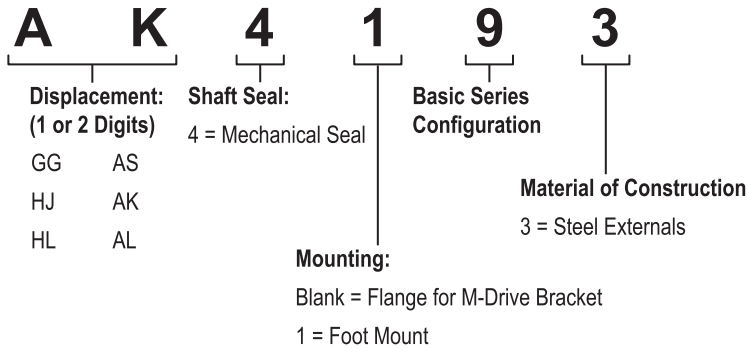 A K 4 1 9 3
Displacement:
(1 or 2 Digits)
GG AS
HJ AK
HL AL
Shaft Seal:
4 = Mechanical Seal
Mounting:
Blank = Flange for M-Drive Bracket
1 = Foot Mount
Basic Series
Configuration
Material of Construction
3 = Steel Externals